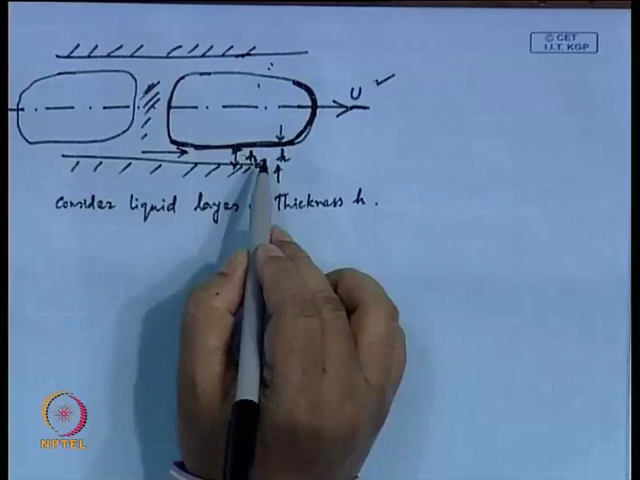 © CET
I.I.T. KGP
U
h
h
Consider liquid layer thickness h.
NPTEL